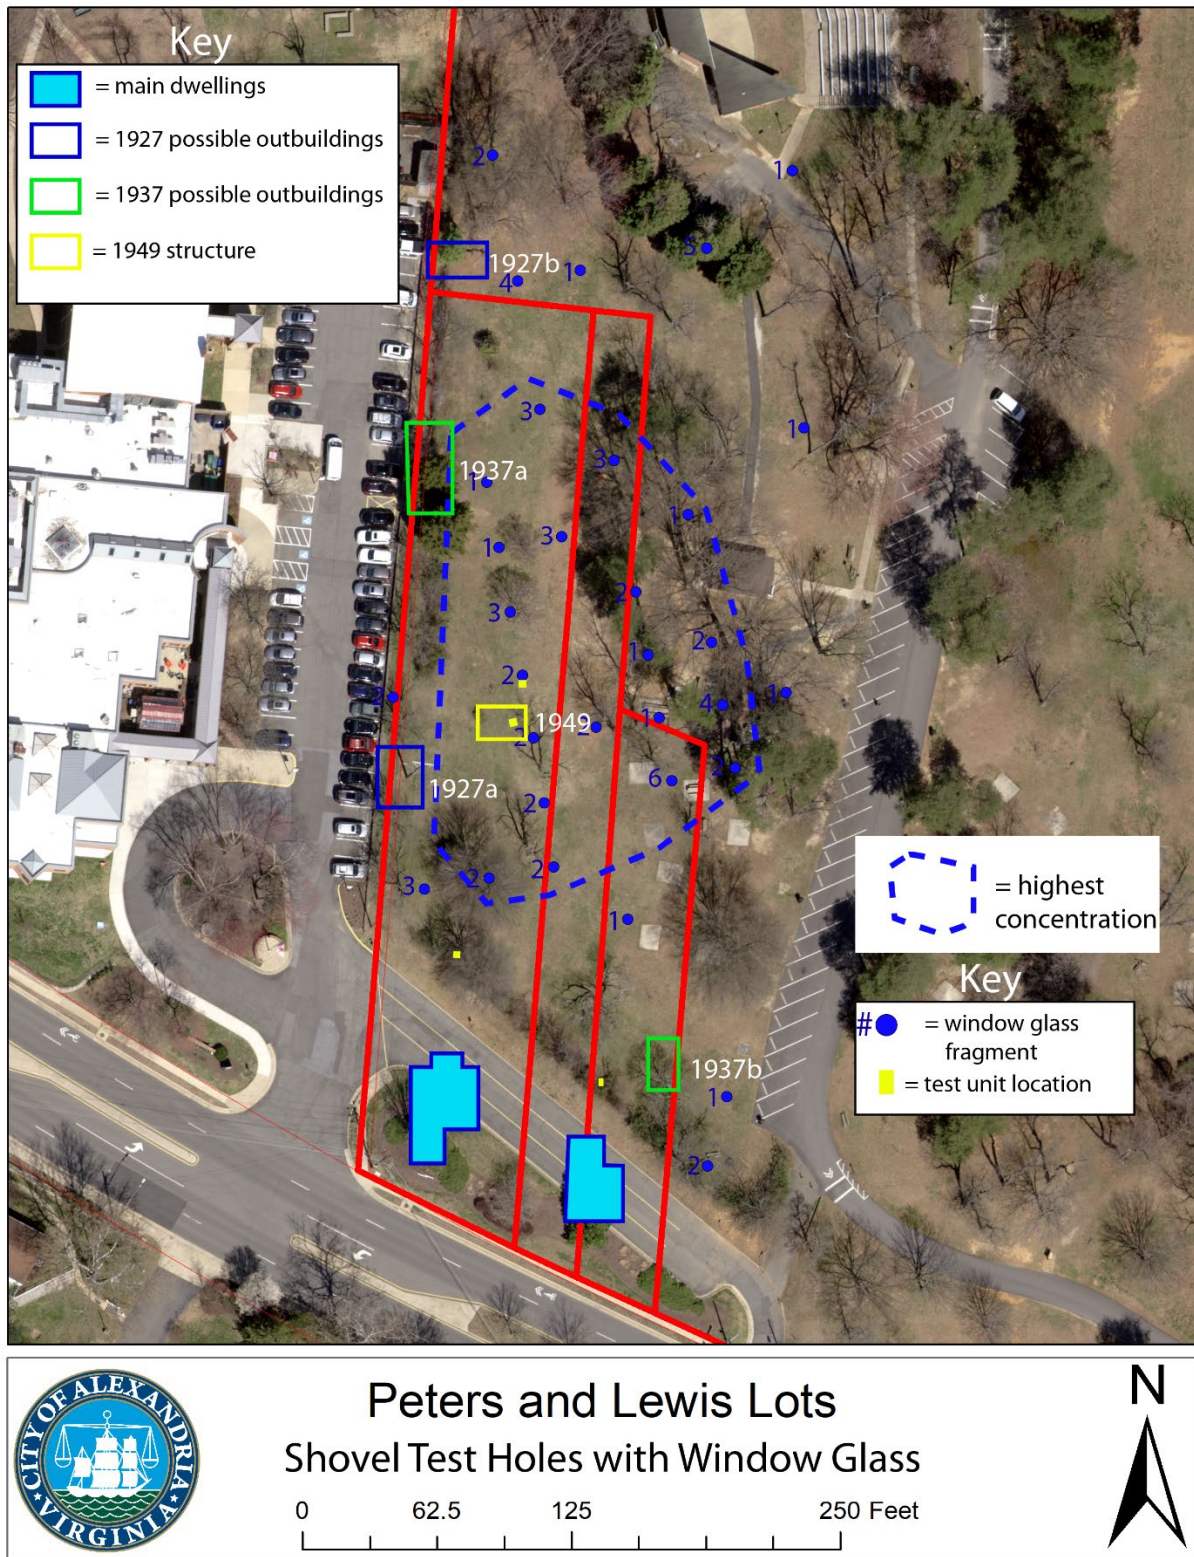 Key
= main dwellings
= 1927 possible outbuildings
= 1937 possible outbuildings
= 1949 structure
2
1
5
1927b
1
4
3
1
3
1937a
1
1
3
1
2
3
1
2
2
2
4
1
1949
2
2
1
6
2
1927a
2
2
2
3
1
= highest
concentration
Key
# = window glass
fragment
= test unit location
1937b
1
2
CITY OF ALEXANDRIA
VIRGINIA
Peters and Lewis Lots
Shovel Test Holes with Window Glass
0 62.5 125 250 Feet
N